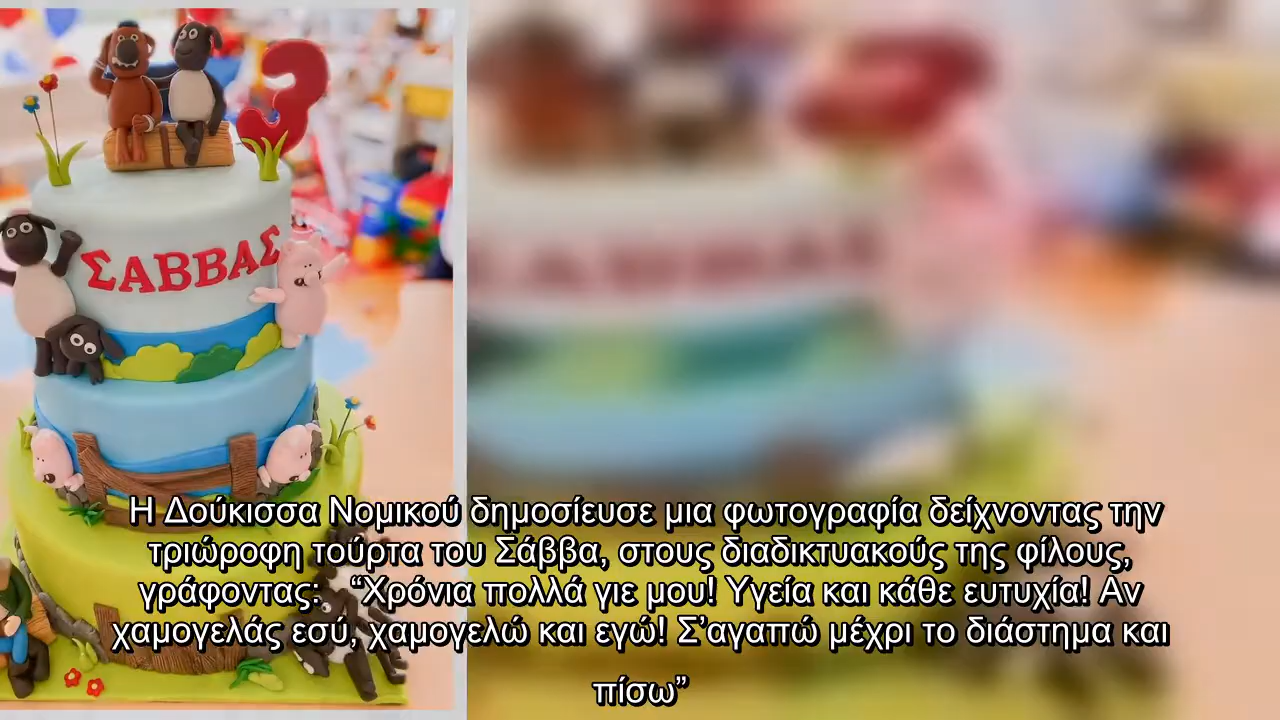 3
ΣΑΒΒΑΣ
Η Δούκισσα Νομικού δημοσίευσε μια φωτογραφία δείχνοντας την
τριώροφη τούρτα του Σάββα, στους διαδικτυακούς της φίλους,
γράφοντας: “Χρόνια πολλά γιε μου! Υγεία και κάθε ευτυχία! Αν
χαμογελάς εσύ, χαμογελώ και εγώ! Σ’αγαπώ μέχρι το διάστημα και
πίσω”